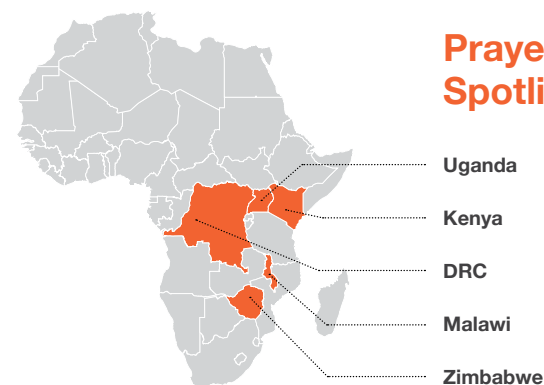 Praye
Spotli
Uganda
Kenya
DRC
Malawi
Zimbabwe